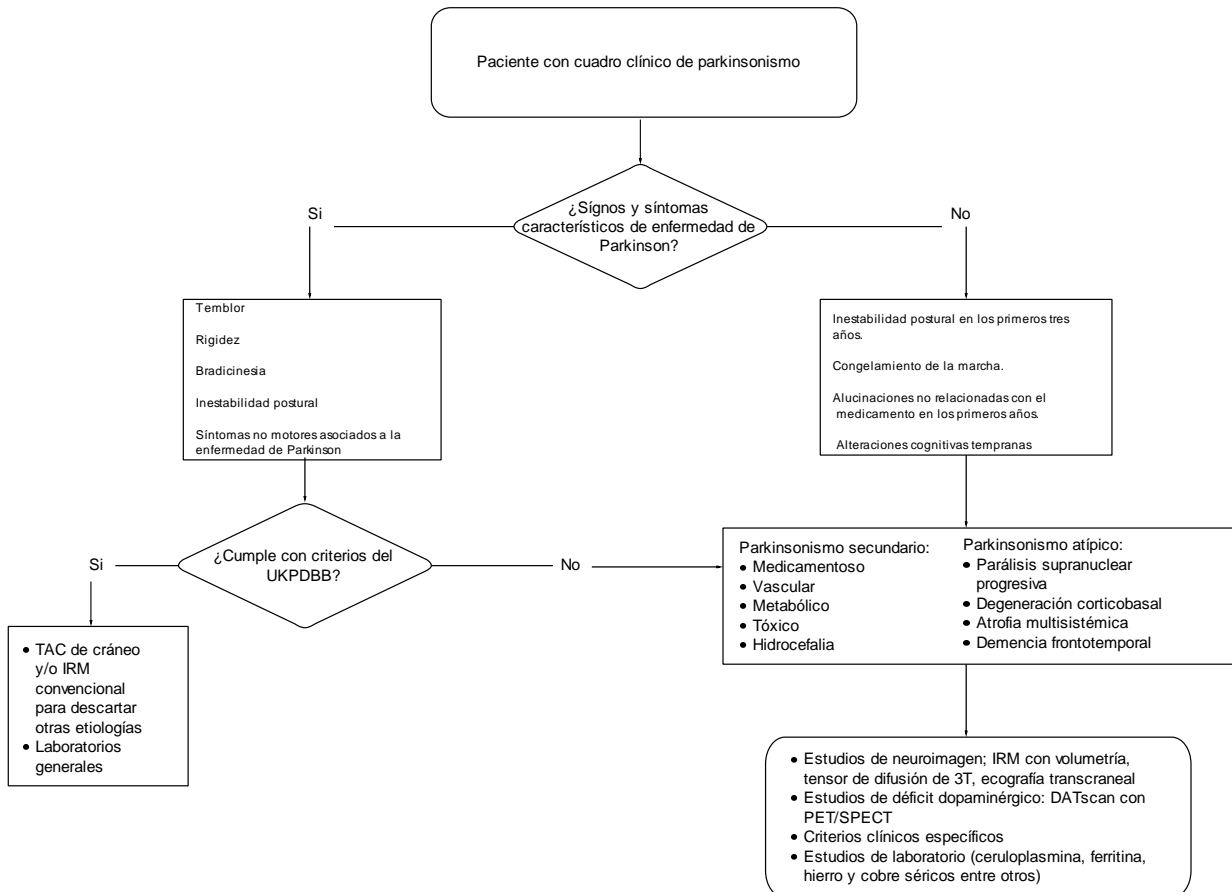 Paciente con cuadro clínico de parkinsonismo
¿Sígnos y síntomas
característicos de enfermedad de
Parkinson?
Si
No
Temblor
Rigidez
Bradicinesia
Inestabilidad postural
Síntomas no motores asociados a la
enfermedad de Parkinson
Inestabilidad postural en los primeros tres
años.
Congelamiento de la marcha.
Alucinaciones no relacionadas con el
medicamento en los primeros años.
Alteraciones cognitivas tempranas
¿Cumple con criterios del
UKPDBB?
Si
No
• TAC de cráneo
y/o IRM
convencional
para descartar
otras etiologías
• Laboratorios
generales
Parkinsonismo secundario:
• Medicamentoso
• Vascular
• Metabólico
• Tóxico
• Hidrocefalia
Parkinsonismo atípico:
• Parálisis supranuclear
progresiva
• Degeneración corticobasal
• Atrofia multisistémica
• Demencia frontotemporal
• Estudios de neuroimagen; IRM con volumetría,
tensor de difusión de 3T, ecografía transcraneal
• Estudios de déficit dopaminérgico: DATscan con
PET/SPECT
• Criterios clínicos específicos
• Estudios de laboratorio (ceruloplasmina, ferritina,
hierro y cobre séricos entre otros)